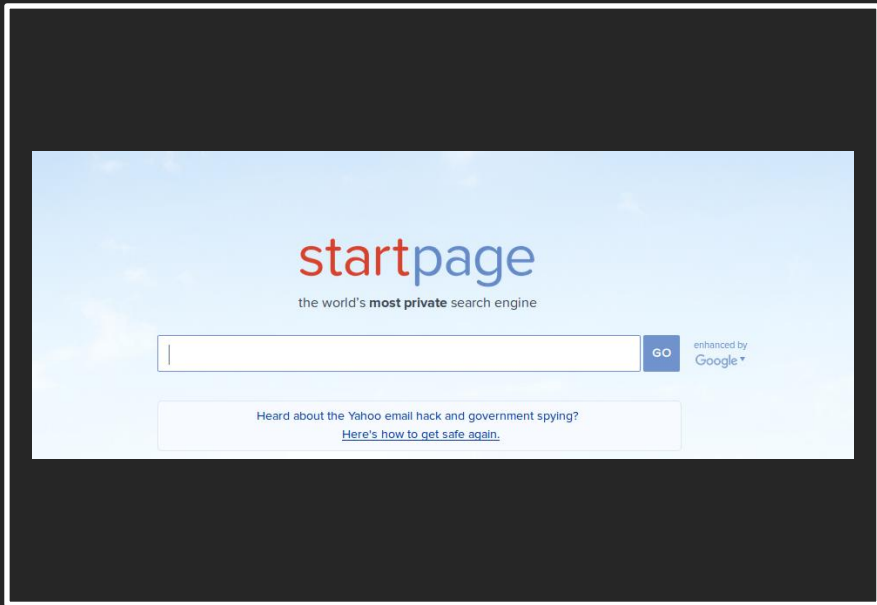 startpage
the world's most private search engine
GO
enhanced by
Google
Heard about the Yahoo email hack and government spying?
Here's how to get safe again.